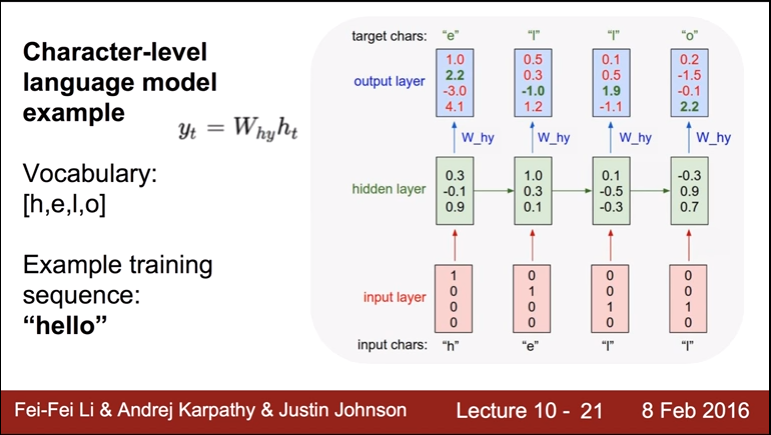 Character-level
language model
example
yₜ = Wₕᵧhₜ
Vocabulary:
[h,e,l,o]
Example training
sequence:
“hello”
target chars: “e” “l” “l” “o”
output layer
1.0 0.5 0.1 0.2
2.2 0.3 0.5 -1.5
-3.0 -1.0 1.9 -0.1
4.1 1.2 -1.1 2.2
W_hy W_hy W_hy W_hy
hidden layer
0.3 1.0 0.1 -0.3
-0.1 0.3 -0.5 0.9
0.9 0.1 -0.3 0.7
input layer
1 0 0 0
0 1 0 0
0 0 1 1
0 0 0 0
input chars: “h” “e” “l” “l”
Fei-Fei Li & Andrej Karpathy & Justin Johnson Lecture 10 - 21 8 Feb 2016